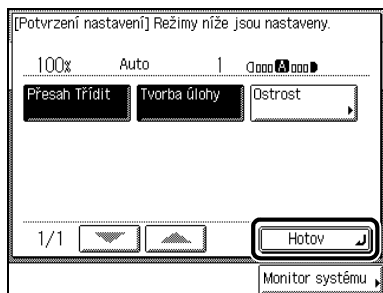 [Potvrzení nastavení] Režimy níže jsou nastaveny.
100% Auto 1 A
Přesah Třídit Tvorba úlohy Ostrost
1/1 Hotov
Monitor systému